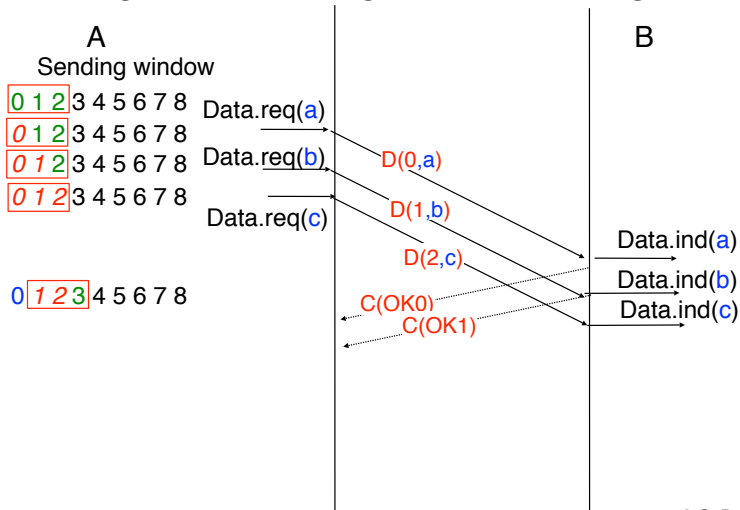 A
B
Sending window
0 1 2 3 4 5 6 7 8
Data.req(a)
0 1 2 3 4 5 6 7 8
0 1 2 3 4 5 6 7 8
Data.req(b)
D(0,a)
0 1 2 3 4 5 6 7 8
Data.req(c)
D(1,b)
D(2,c)
Data.ind(a)
Data.ind(b)
0 1 2 3 4 5 6 7 8
C(OK0)
Data.ind(c)
C(OK1)